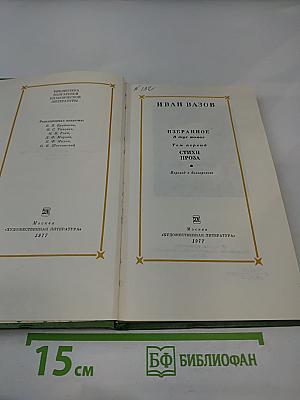 БИБЛИОТЕКА
БОЛГАРСКОЙ
КЛАССИЧЕСКОЙ
ЛИТЕРАТУРЫ
Редакционная коллегия:
Москва
«ХУДОЖЕСТВЕННАЯ ЛИТЕРАТУРА»
1977
ИВАН ВАЗОВ
ИЗБРАННОЕ
В двух томах
Том первый
СТИХИ
ПРОЗА
Перевод с болгарского
Москва
«ХУДОЖЕСТВЕННАЯ ЛИТЕРАТУРА»
1977
15 см
БФ БИБЛИОФАН